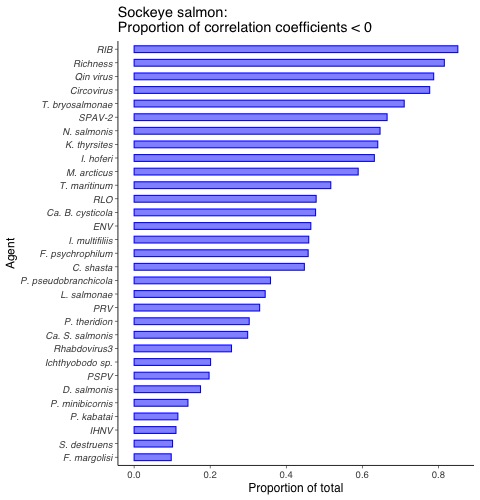 Sockeye salmon:
Proportion of correlation coefficients < 0
RIB
Richness
Qin virus
Circovirus
T. bryosalmonae
SPAV-2
N. salmonis
K. thyrsites
I. hoferi
M. arcticus
T. maritinum
RLO
Ca. B. cysticola
ENV
I. multifiliis
F. psychrophilum
C. shasta
P. pseudobranchicola
L. salmonae
PRV
P. theridion
Ca. S. salmonis
Rhabdovirus3
Ichthyobodo sp.
PSPV
D. salmonis
P. minibicornis
P. kabatai
IHNV
S. destruens
F. margolisi
Agent
0.0 0.2 0.4 0.6 0.8
Proportion of total